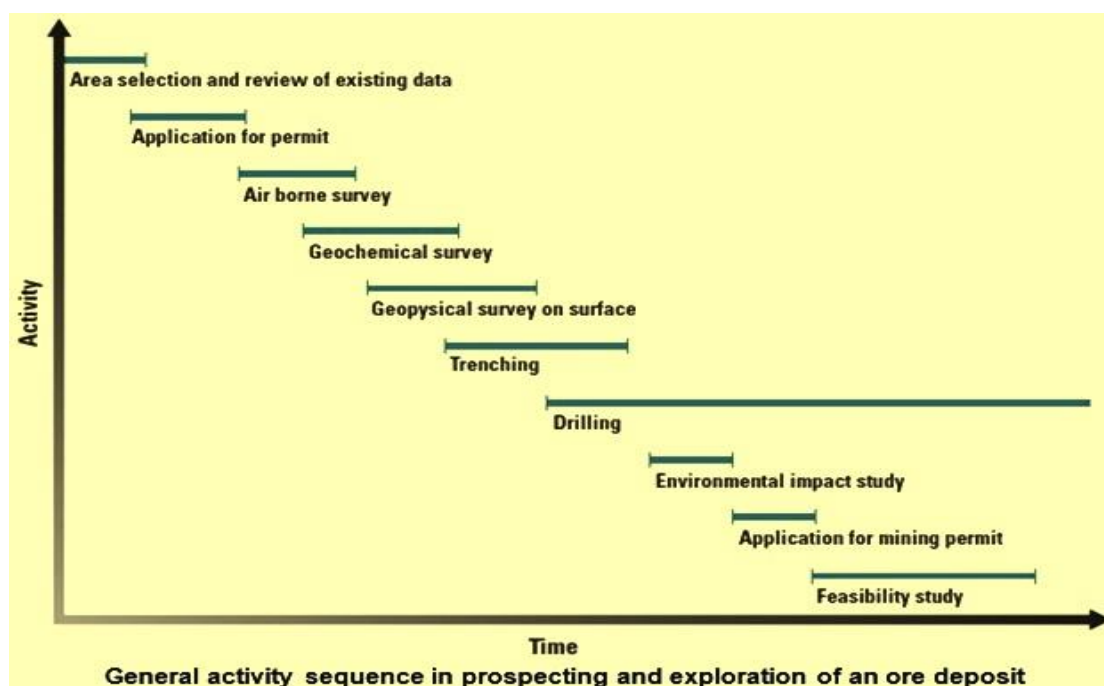 Area selection and review of existing data
Application for permit
Air borne survey
Geochemical survey
Geopysical survey on surface
Activity
Trenching
Drilling
Environmental impact study
Application for mining permit
Feasibility study
Time
General activity sequence in prospecting and exploration of an ore deposit